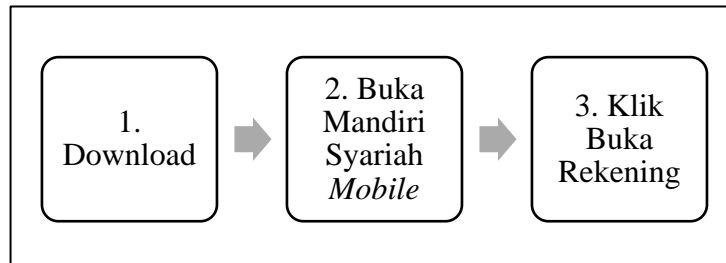 1.
Download
2. Buka
Mandiri
Syariah
Mobile
3. Klik
Buka
Rekening